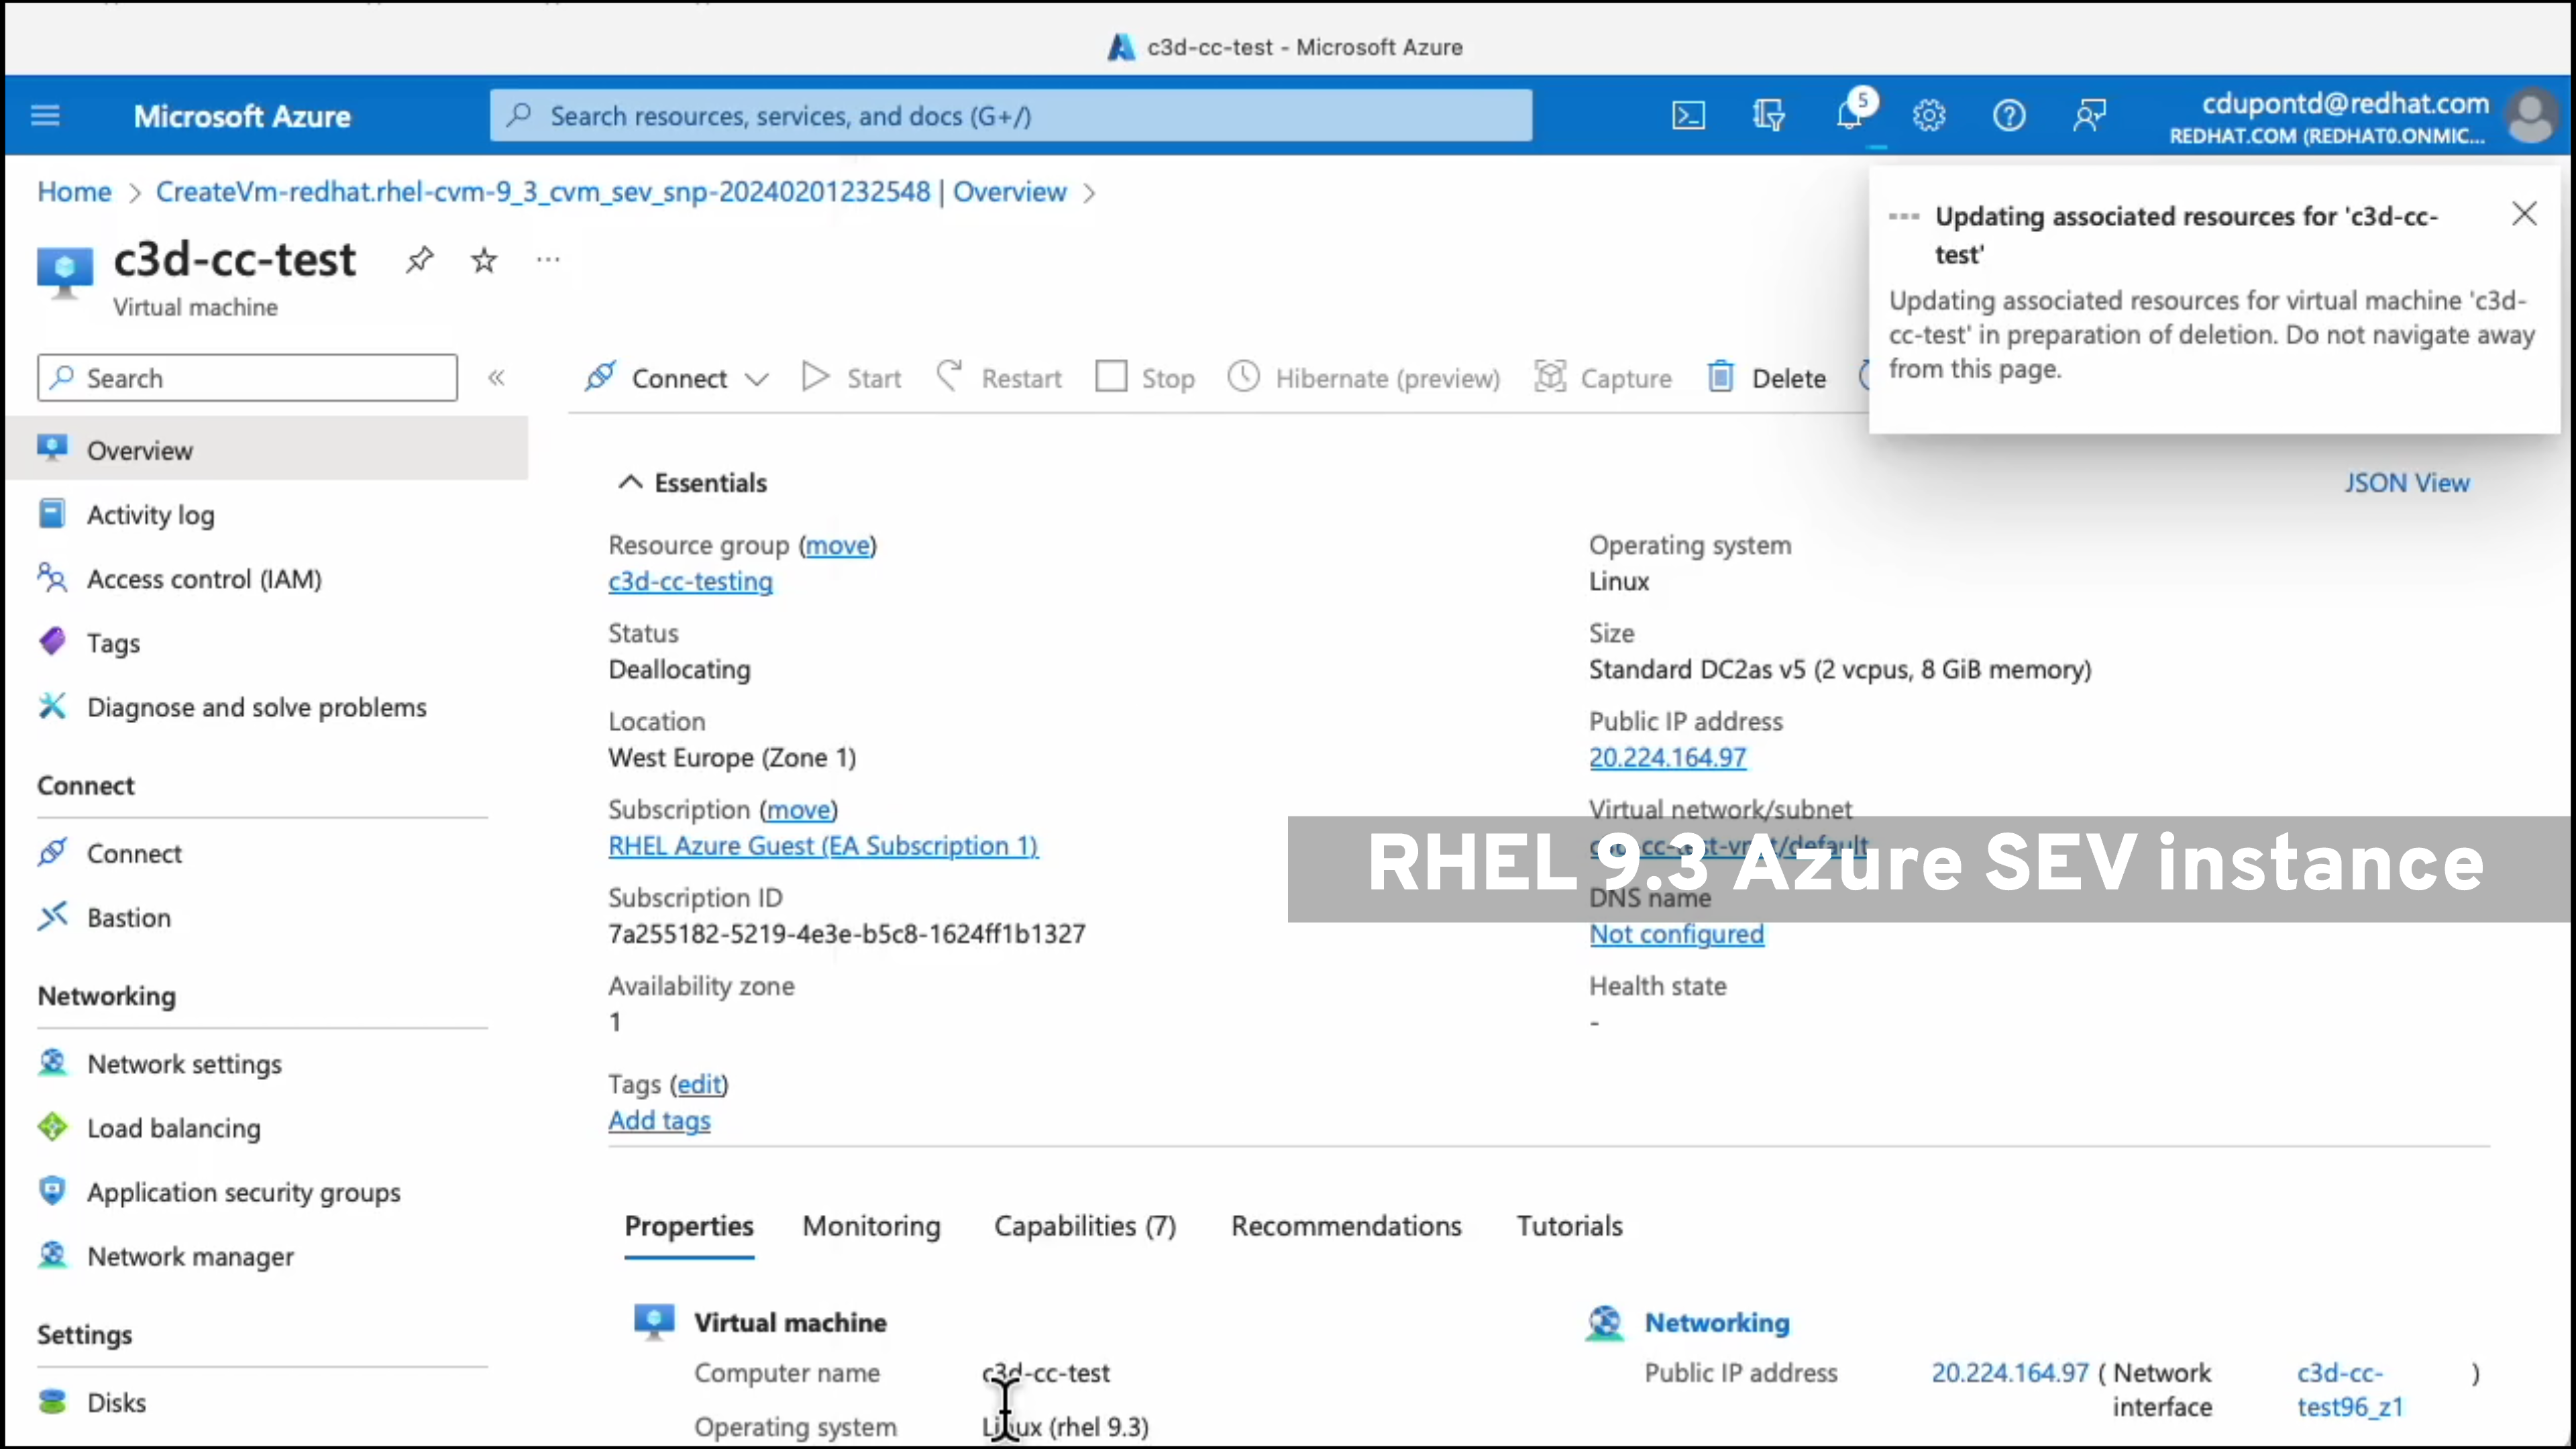 c3d-cc-test - Microsoft Azure
Microsoft Azure
Search resources, services, and docs (G+/)
5
cdupontd@redhat.com
REDHAT.COM (REDHAT0.ONMIC...
Home > CreateVm-redhat.rhel-cvm-9_3_cvm_sev_snp-20240201232548 | Overview >
c3d-cc-test
Virtual machine
Updating associated resources for 'c3d-cc-
test'
Updating associated resources for virtual machine 'c3d-
cc-test' in preparation of deletion. Do not navigate away
from this page.
Search
Connect
Start
Restart
Stop
Hibernate (preview)
Capture
Delete
Overview
Activity log
Access control (IAM)
Tags
Diagnose and solve problems
Connect
Connect
Bastion
Networking
Network settings
Load balancing
Application security groups
Network manager
Settings
Disks
Essentials
JSON View
Resource group (move)
c3d-cc-testing
Status
Deallocating
Location
West Europe (Zone 1)
Subscription (move)
RHEL Azure Guest (EA Subscription 1)
Subscription ID
7a255182-5219-4e3e-b5c8-1624ff1b1327
Availability zone
1
Tags (edit)
Add tags
Operating system
Linux
Size
Standard DC2as v5 (2 vcpus, 8 GiB memory)
Public IP address
20.224.164.97
Virtual network/subnet
RHEL 9.3 Azure SEV instance
DNS name
Not configured
Health state
-
Properties
Monitoring
Capabilities (7)
Recommendations
Tutorials
Virtual machine
Computer name c3d-cc-test
Operating system Linux (rhel 9.3)
Networking
Public IP address 20.224.164.97 ( Network c3d-cc- )
interface test96_z1